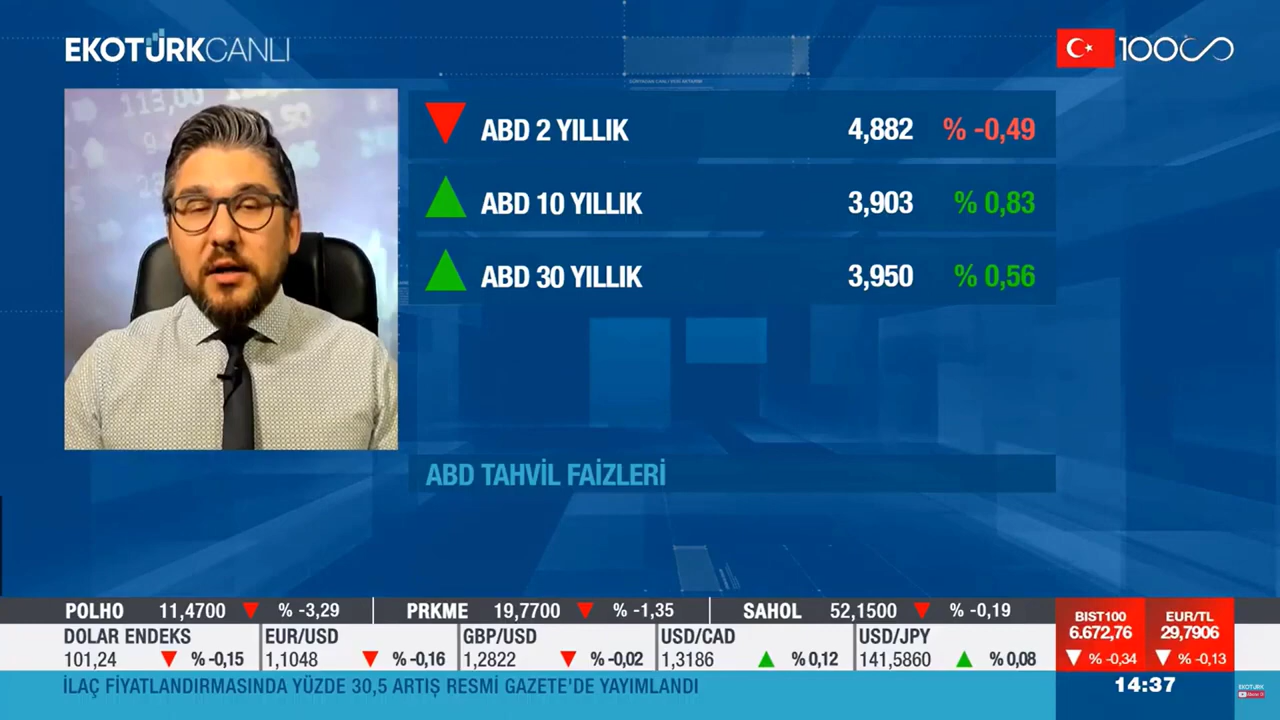 EKOTÜRK CANLI
100
113,00
ABD 2 YILLIK 4,882 % -0,49
ABD 10 YILLIK 3,903 % 0,83
ABD 30 YILLIK 3,950 % 0,56
ABD TAHVİL FAİZLERİ
POLHO 11,4700 % -3,29 PRKME 19,7700 % -1,35 SAHOL 52,1500 % -0,19
DOLAR ENDEKS EUR/USD GBP/USD USD/CAD USD/JPY
101,24 % -0,15 1,1048 % -0,16 1,2822 % -0,02 1,3186 % 0,12 141,5860 % 0,08
BIST100 EUR/TL
6.672,76 29,7906
% -0,34 % -0,13
İLAÇ FİYATLANDIRMASINDA YÜZDE 30,5 ARTIŞ RESMİ GAZETE'DE YAYIMLANDI
14:37
EKOTÜRK